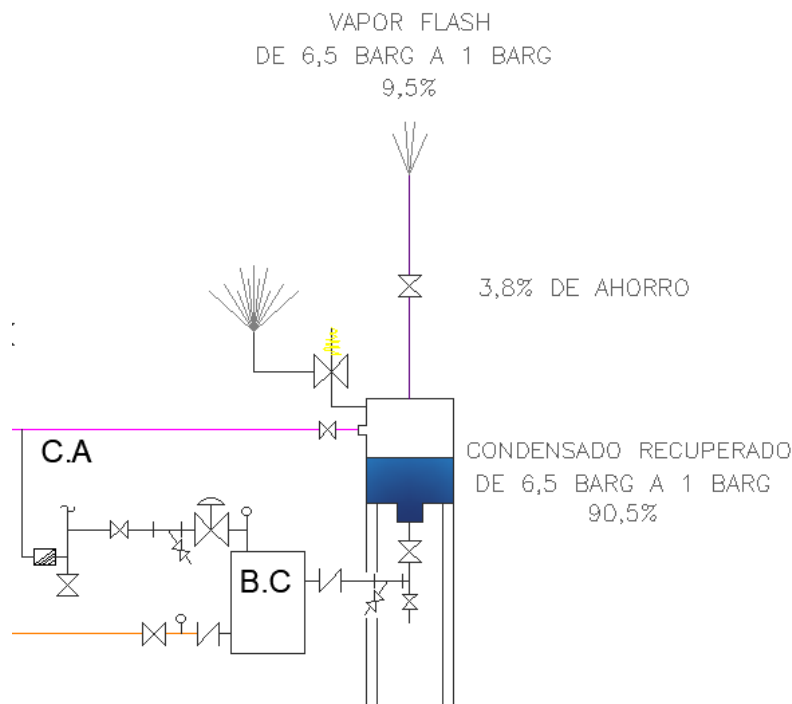 VAPOR FLASH
DE 6,5 BARG A 1 BARG
9,5%
3,8% DE AHORRO
C.A
CONDENSADO RECUPERADO
DE 6,5 BARG A 1 BARG
90,5%
B.C